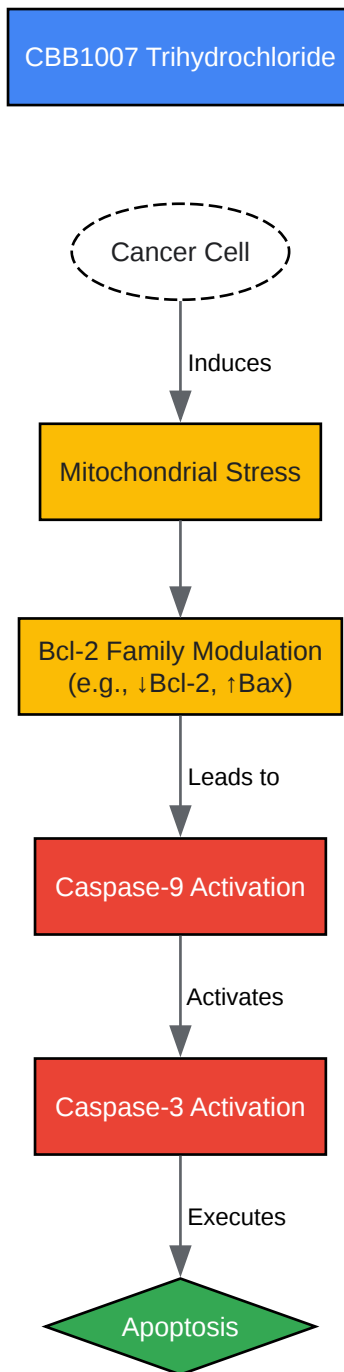 CBB1007 Trihydrochloride
Cancer Cell
Induces
Mitochondrial Stress
Bcl-2 Family Modulation
(e.g., ↓Bcl-2, ↑Bax)
Leads to
Caspase-9 Activation
Activates
Caspase-3 Activation
Executes
Apoptosis